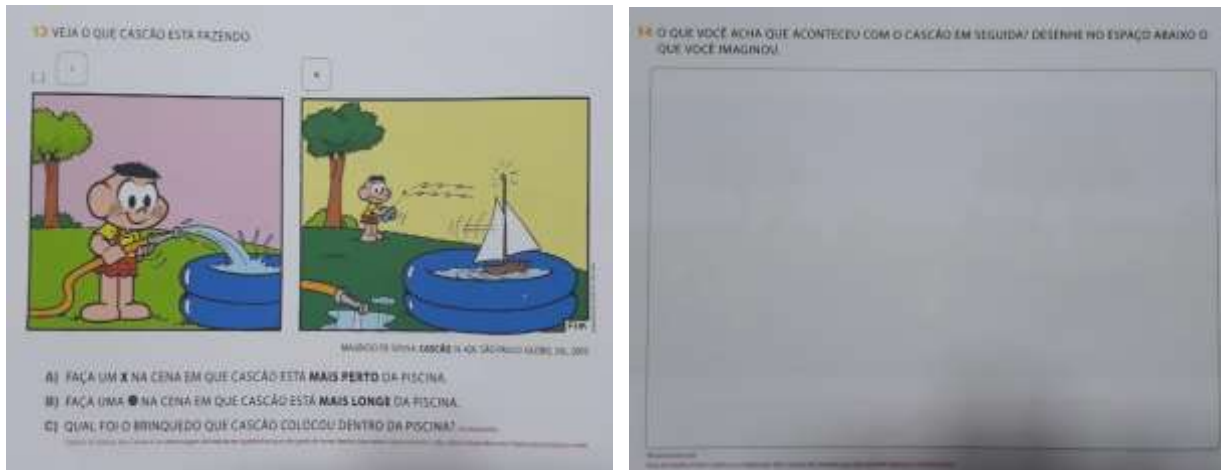 13 VEJA O QUE CASCÃO ESTÁ FAZENDO.
FIM
MAURICIO DE SOUSA. CASCÃO
A) FAÇA UM X NA CENA EM QUE CASCÃO ESTÁ MAIS PERTO DA PISCINA.
B) FAÇA UMA ● NA CENA EM QUE CASCÃO ESTÁ MAIS LONGE DA PISCINA.
C) QUAL FOI O BRINQUEDO QUE CASCÃO COLOCOU DENTRO DA PISCINA?
14 O QUE VOCÊ ACHA QUE ACONTECEU COM O CASCÃO EM SEGUIDA? DESENHE NO ESPAÇO ABAIXO O
QUE VOCÊ IMAGINOU.